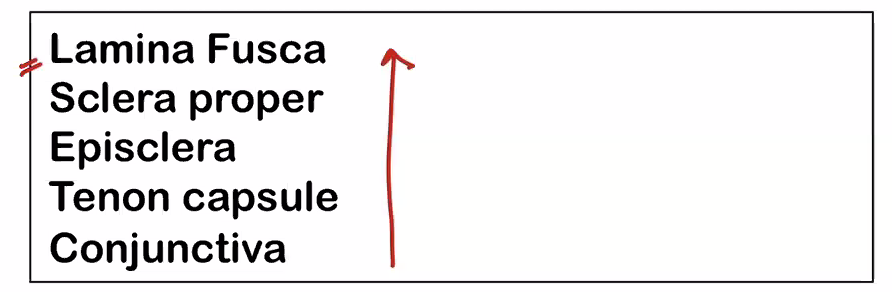 Lamina Fusca
Sclera proper
Episclera
Tenon capsule
Conjunctiva